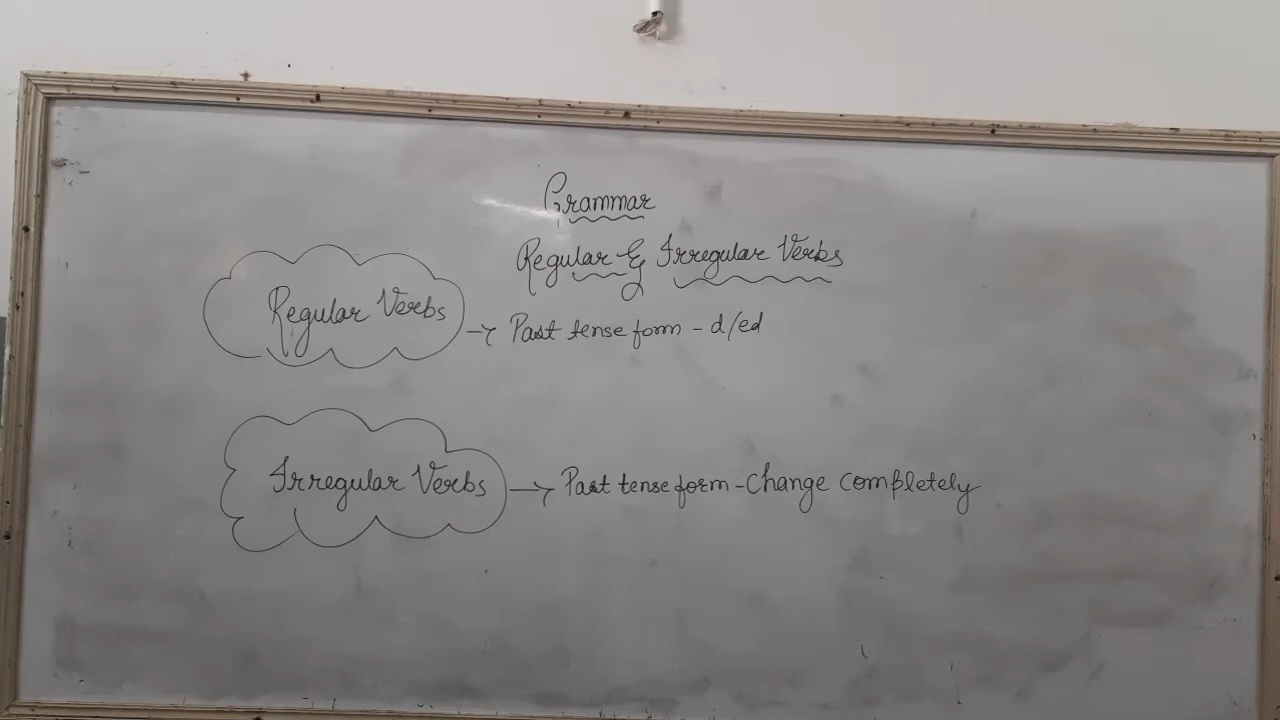 Grammar
Regular & Irregular Verbs
Regular Verbs → Past tense form - d/ed
Irregular Verbs → Past tense form - Change completely